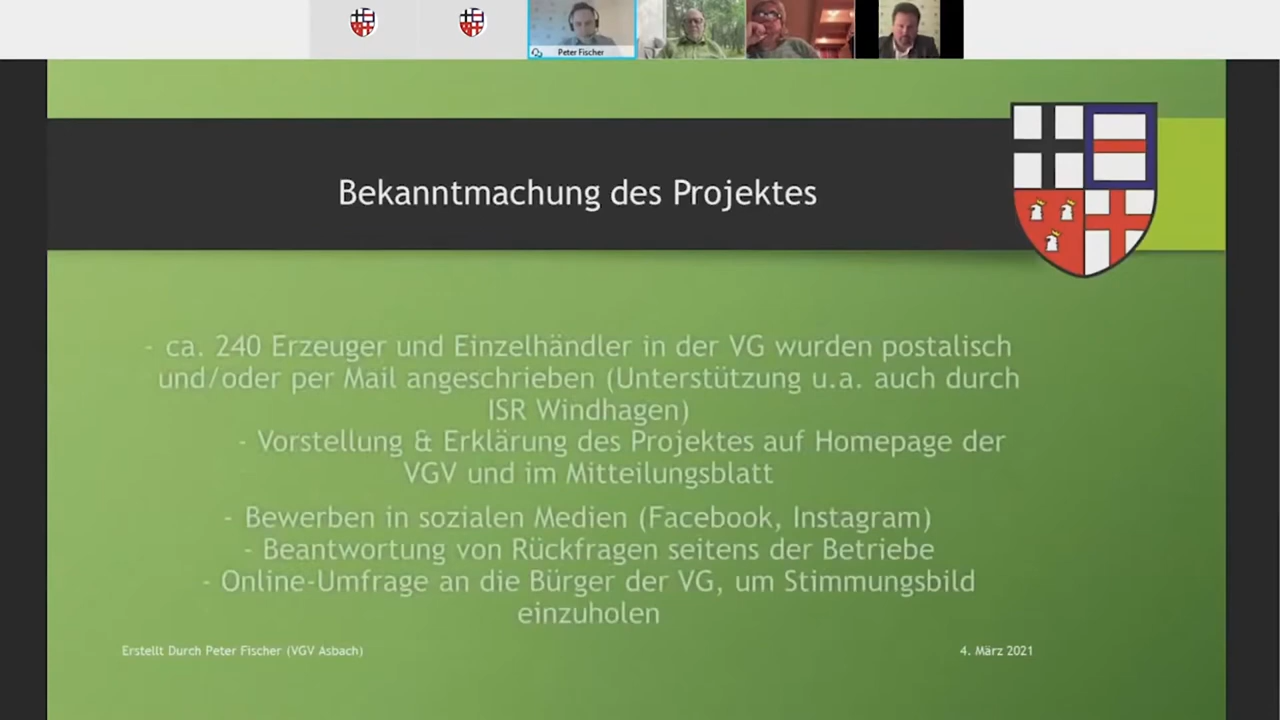 Peter Fischer
Bekanntmachung des Projektes
- ca. 240 Erzeuger und Einzelhändler in der VG wurden postalisch
und/oder per Mail angeschrieben (Unterstützung u.a. auch durch
ISR Windhagen)
- Vorstellung & Erklärung des Projektes auf Homepage der
VGV und im Mitteilungsblatt
- Bewerben in sozialen Medien (Facebook, Instagram)
- Beantwortung von Rückfragen seitens der Betriebe
- Online-Umfrage an die Bürger der VG, um Stimmungsbild
einzuholen
Erstellt Durch Peter Fischer (VGV Asbach)
4. März 2021